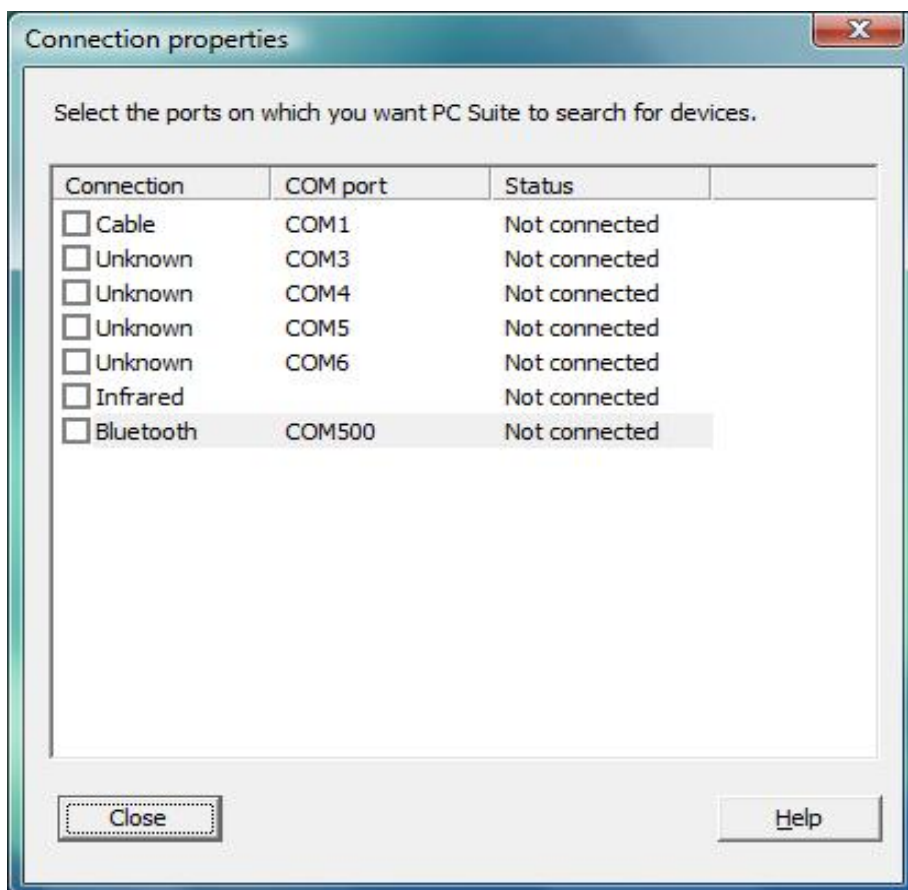 Connection properties
Select the ports on which you want PC Suite to search for devices.
Connection COM port Status
Cable COM1 Not connected
Unknown COM3 Not connected
Unknown COM4 Not connected
Unknown COM5 Not connected
Unknown COM6 Not connected
Infrared Not connected
Bluetooth COM500 Not connected
Close Help